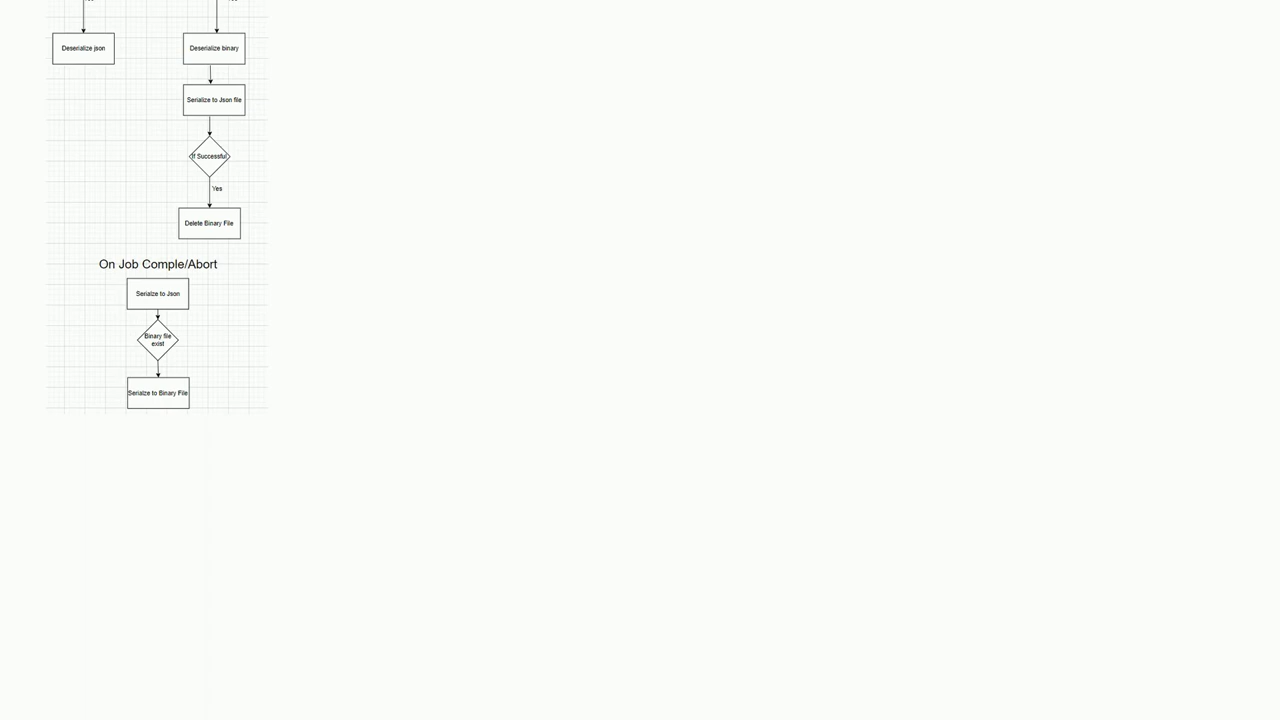 Deserialize json
Deserialize binary
Serialize to Json file
If Successful
Yes
Delete Binary File
On Job Comple/Abort
Serialze to Json
Binary file
exist
Serialze to Binary File